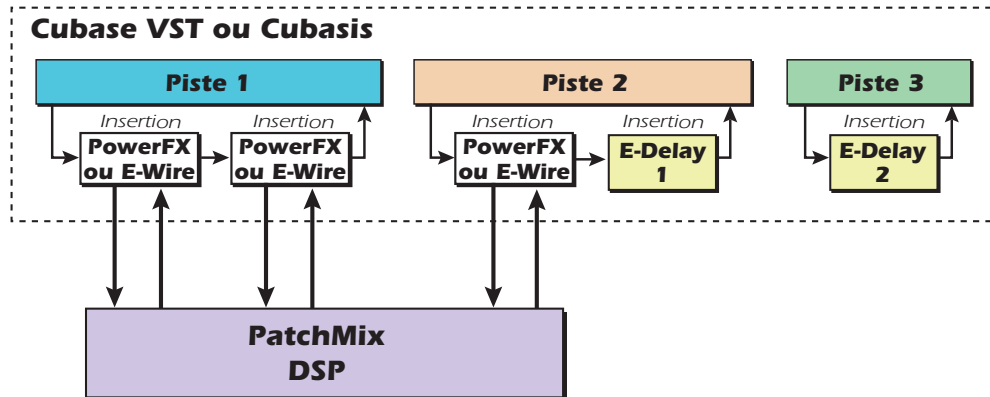 Cubase VST ou Cubasis
Piste 1
Piste 2
Piste 3
Insertion
Insertion
Insertion
Insertion
Insertion
PowerFX
ou E-Wire
PowerFX
ou E-Wire
PowerFX
ou E-Wire
E-Delay
1
E-Delay
2
PatchMix
DSP